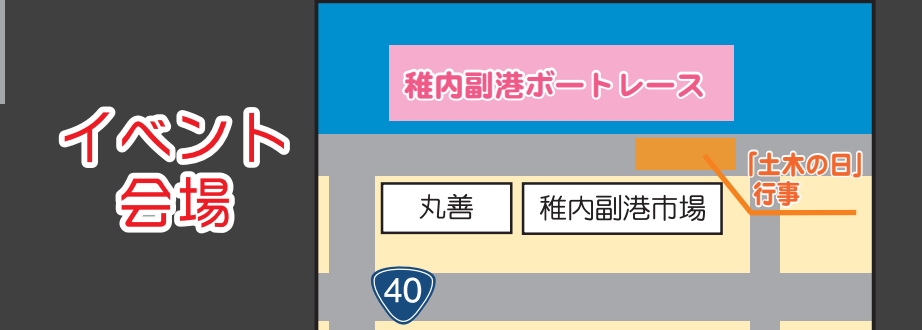 イベント
会場
稚内副港ボートレース
「土木の日」
行事
丸善
稚内副港市場
40